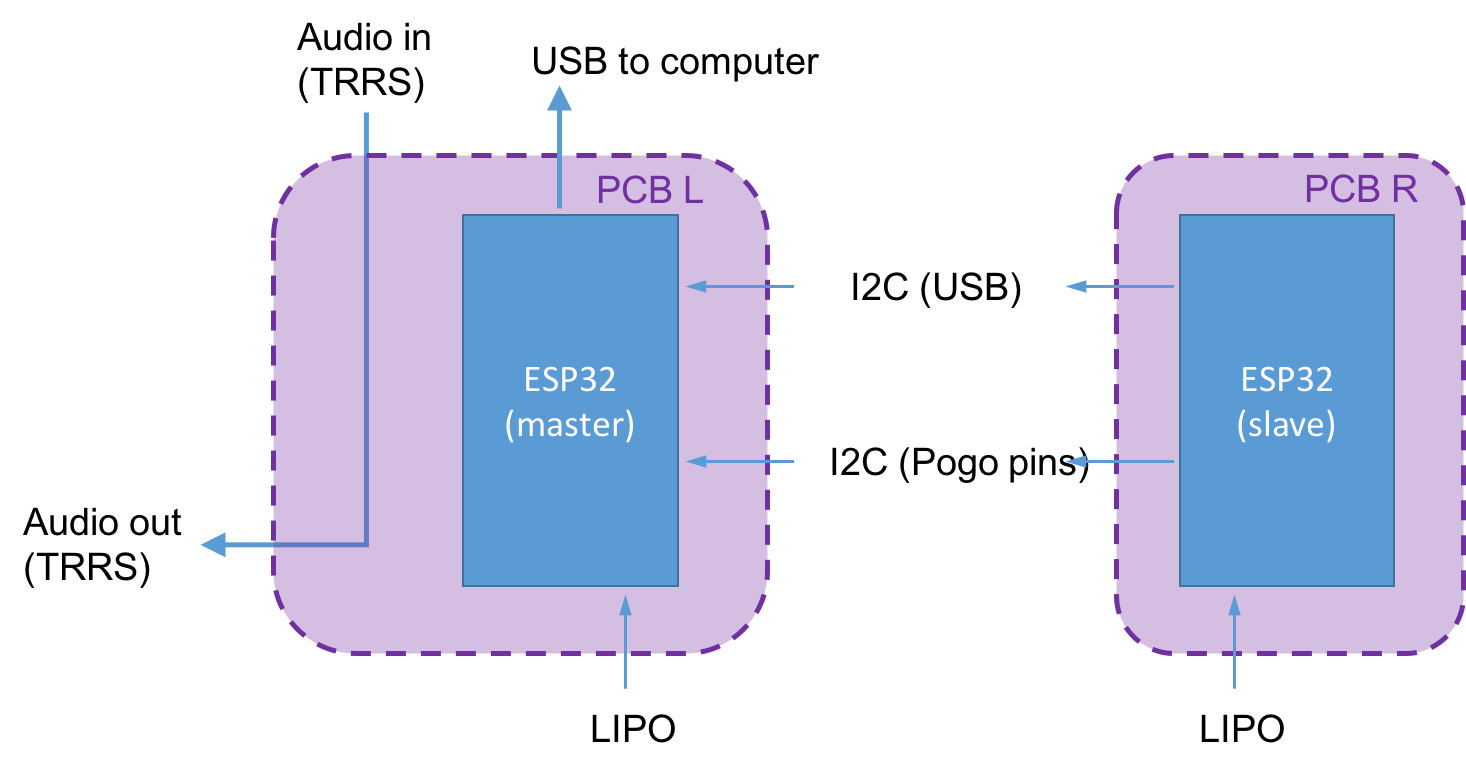 Audio in
(TRRS)
USB to computer
PCB L
PCB R
I2C (USB)
ESP32
(master)
ESP32
(slave)
I2C (Pogo pins)
Audio out
(TRRS)
LIPO
LIPO